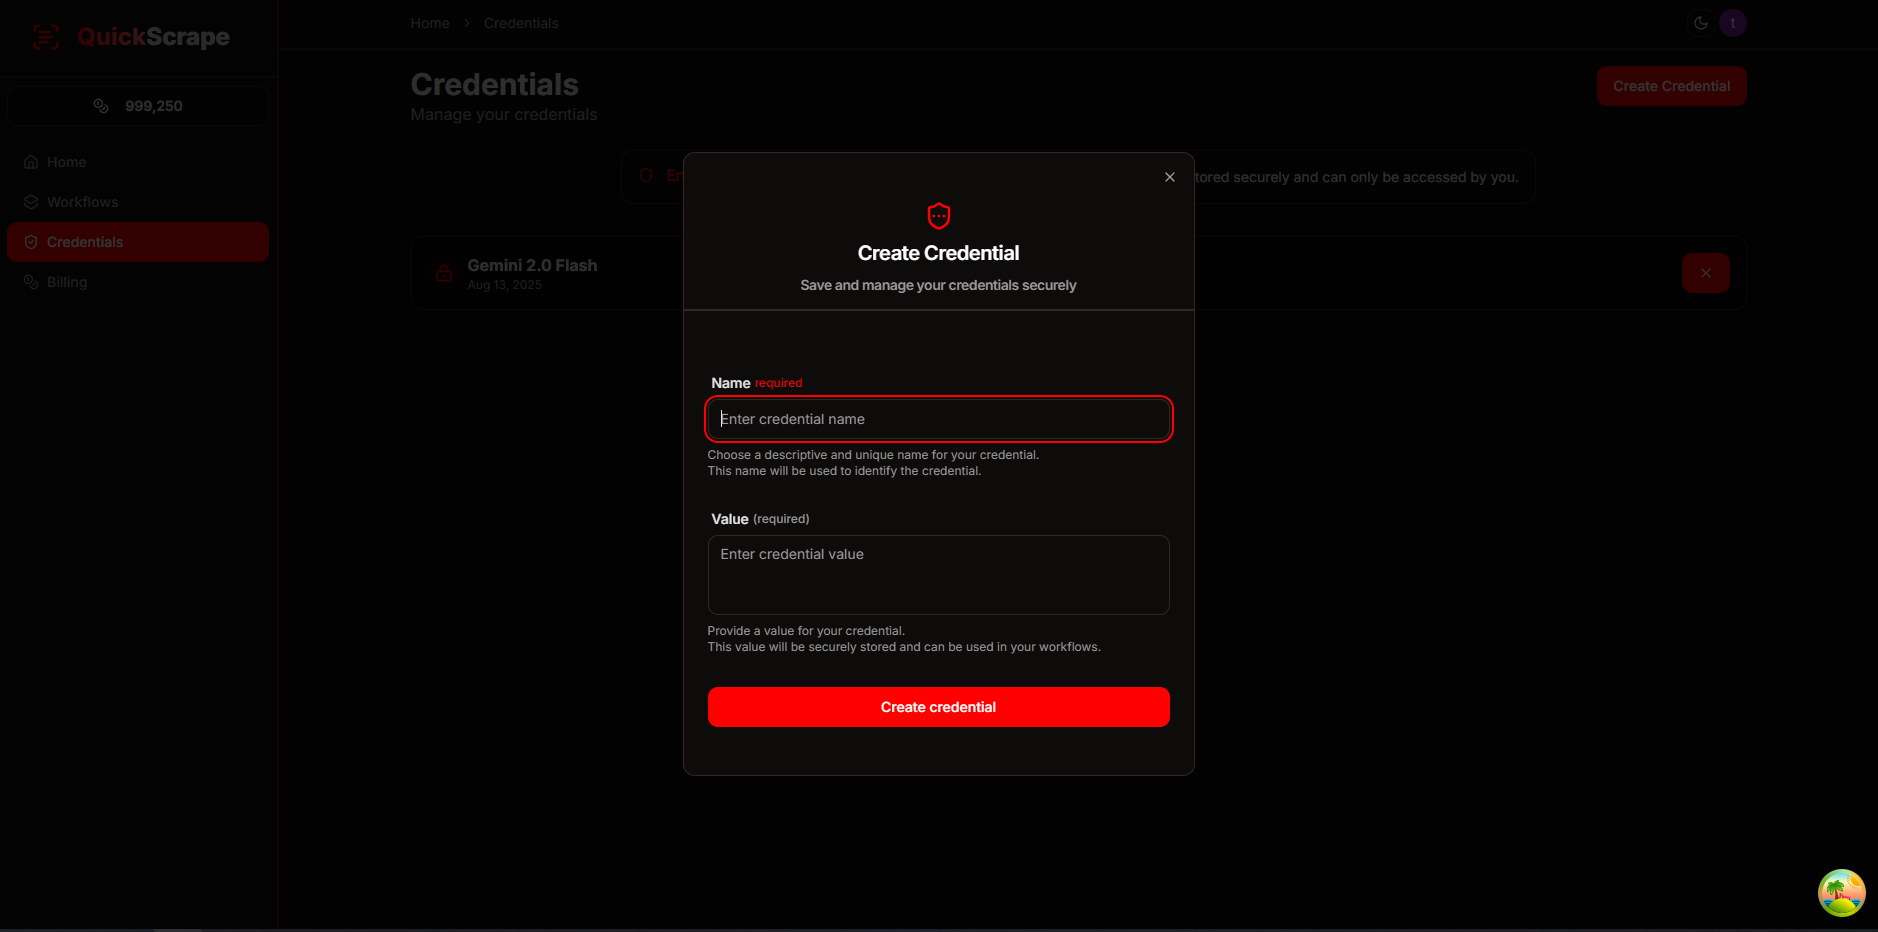 QuickScrape
999,250
Home
Workflows
Credentials
Billing
Home > Credentials
t
Credentials
Manage your credentials
Create Credential
En
tored securely and can only be accessed by you.
Gemini 2.0 Flash
Aug 13, 2025
Create Credential
Save and manage your credentials securely
Name required
Enter credential name
Choose a descriptive and unique name for your credential.
This name will be used to identify the credential.
Value (required)
Enter credential value
Provide a value for your credential.
This value will be securely stored and can be used in your workflows.
Create credential